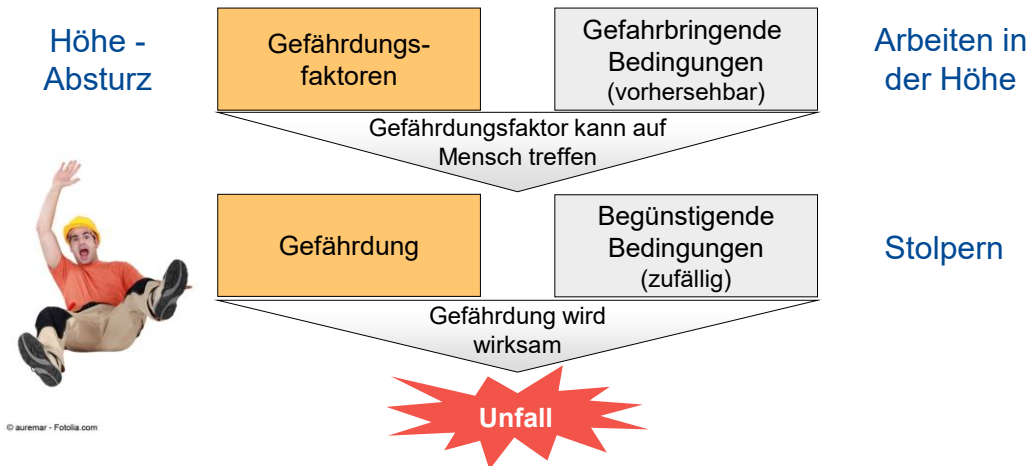 Höhe -
Absturz
Gefährdungs-
faktoren
Gefahrbringende
Bedingungen
(vorhersehbar)
Arbeiten in
der Höhe
Gefährdungsfaktor kann auf
Mensch treffen
Gefährdung
Begünstigende
Bedingungen
(zufällig)
Stolpern
Gefährdung wird
wirksam
Unfall
© auremar - Fotolia.com